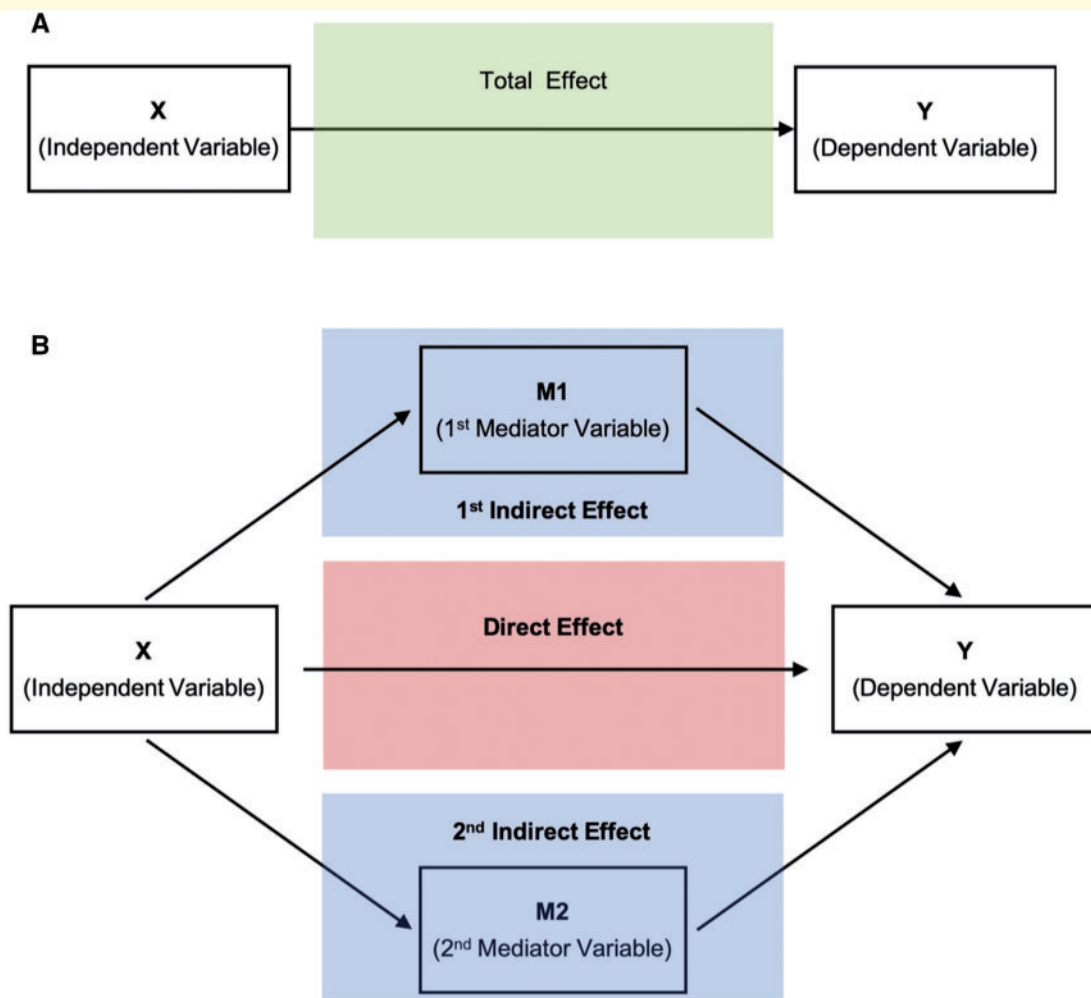 A
Total Effect
X
(Independent Variable)
Y
(Dependent Variable)
B
M1
(1st Mediator Variable)
1st Indirect Effect
Direct Effect
X
(Independent Variable)
Y
(Dependent Variable)
2nd Indirect Effect
M2
(2nd Mediator Variable)